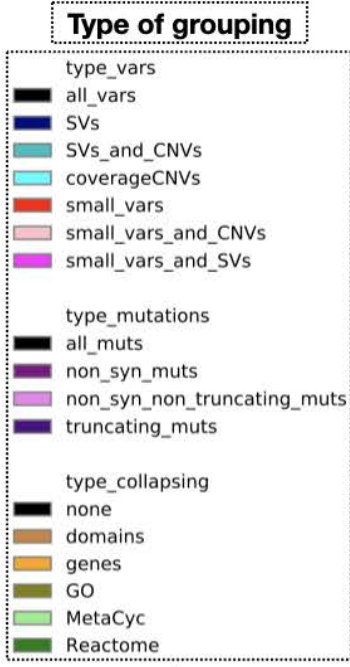 Type of grouping
type_vars
all_vars
SVs
SVs_and_CNVs
coverageCNVs
small_vars
small_vars_and_CNVs
small_vars_and_SVs
type_mutations
all_muts
non_syn_muts
non_syn_non_truncating_muts
truncating_muts
type_collapsing
none
domains
genes
GO
MetaCyc
Reactome